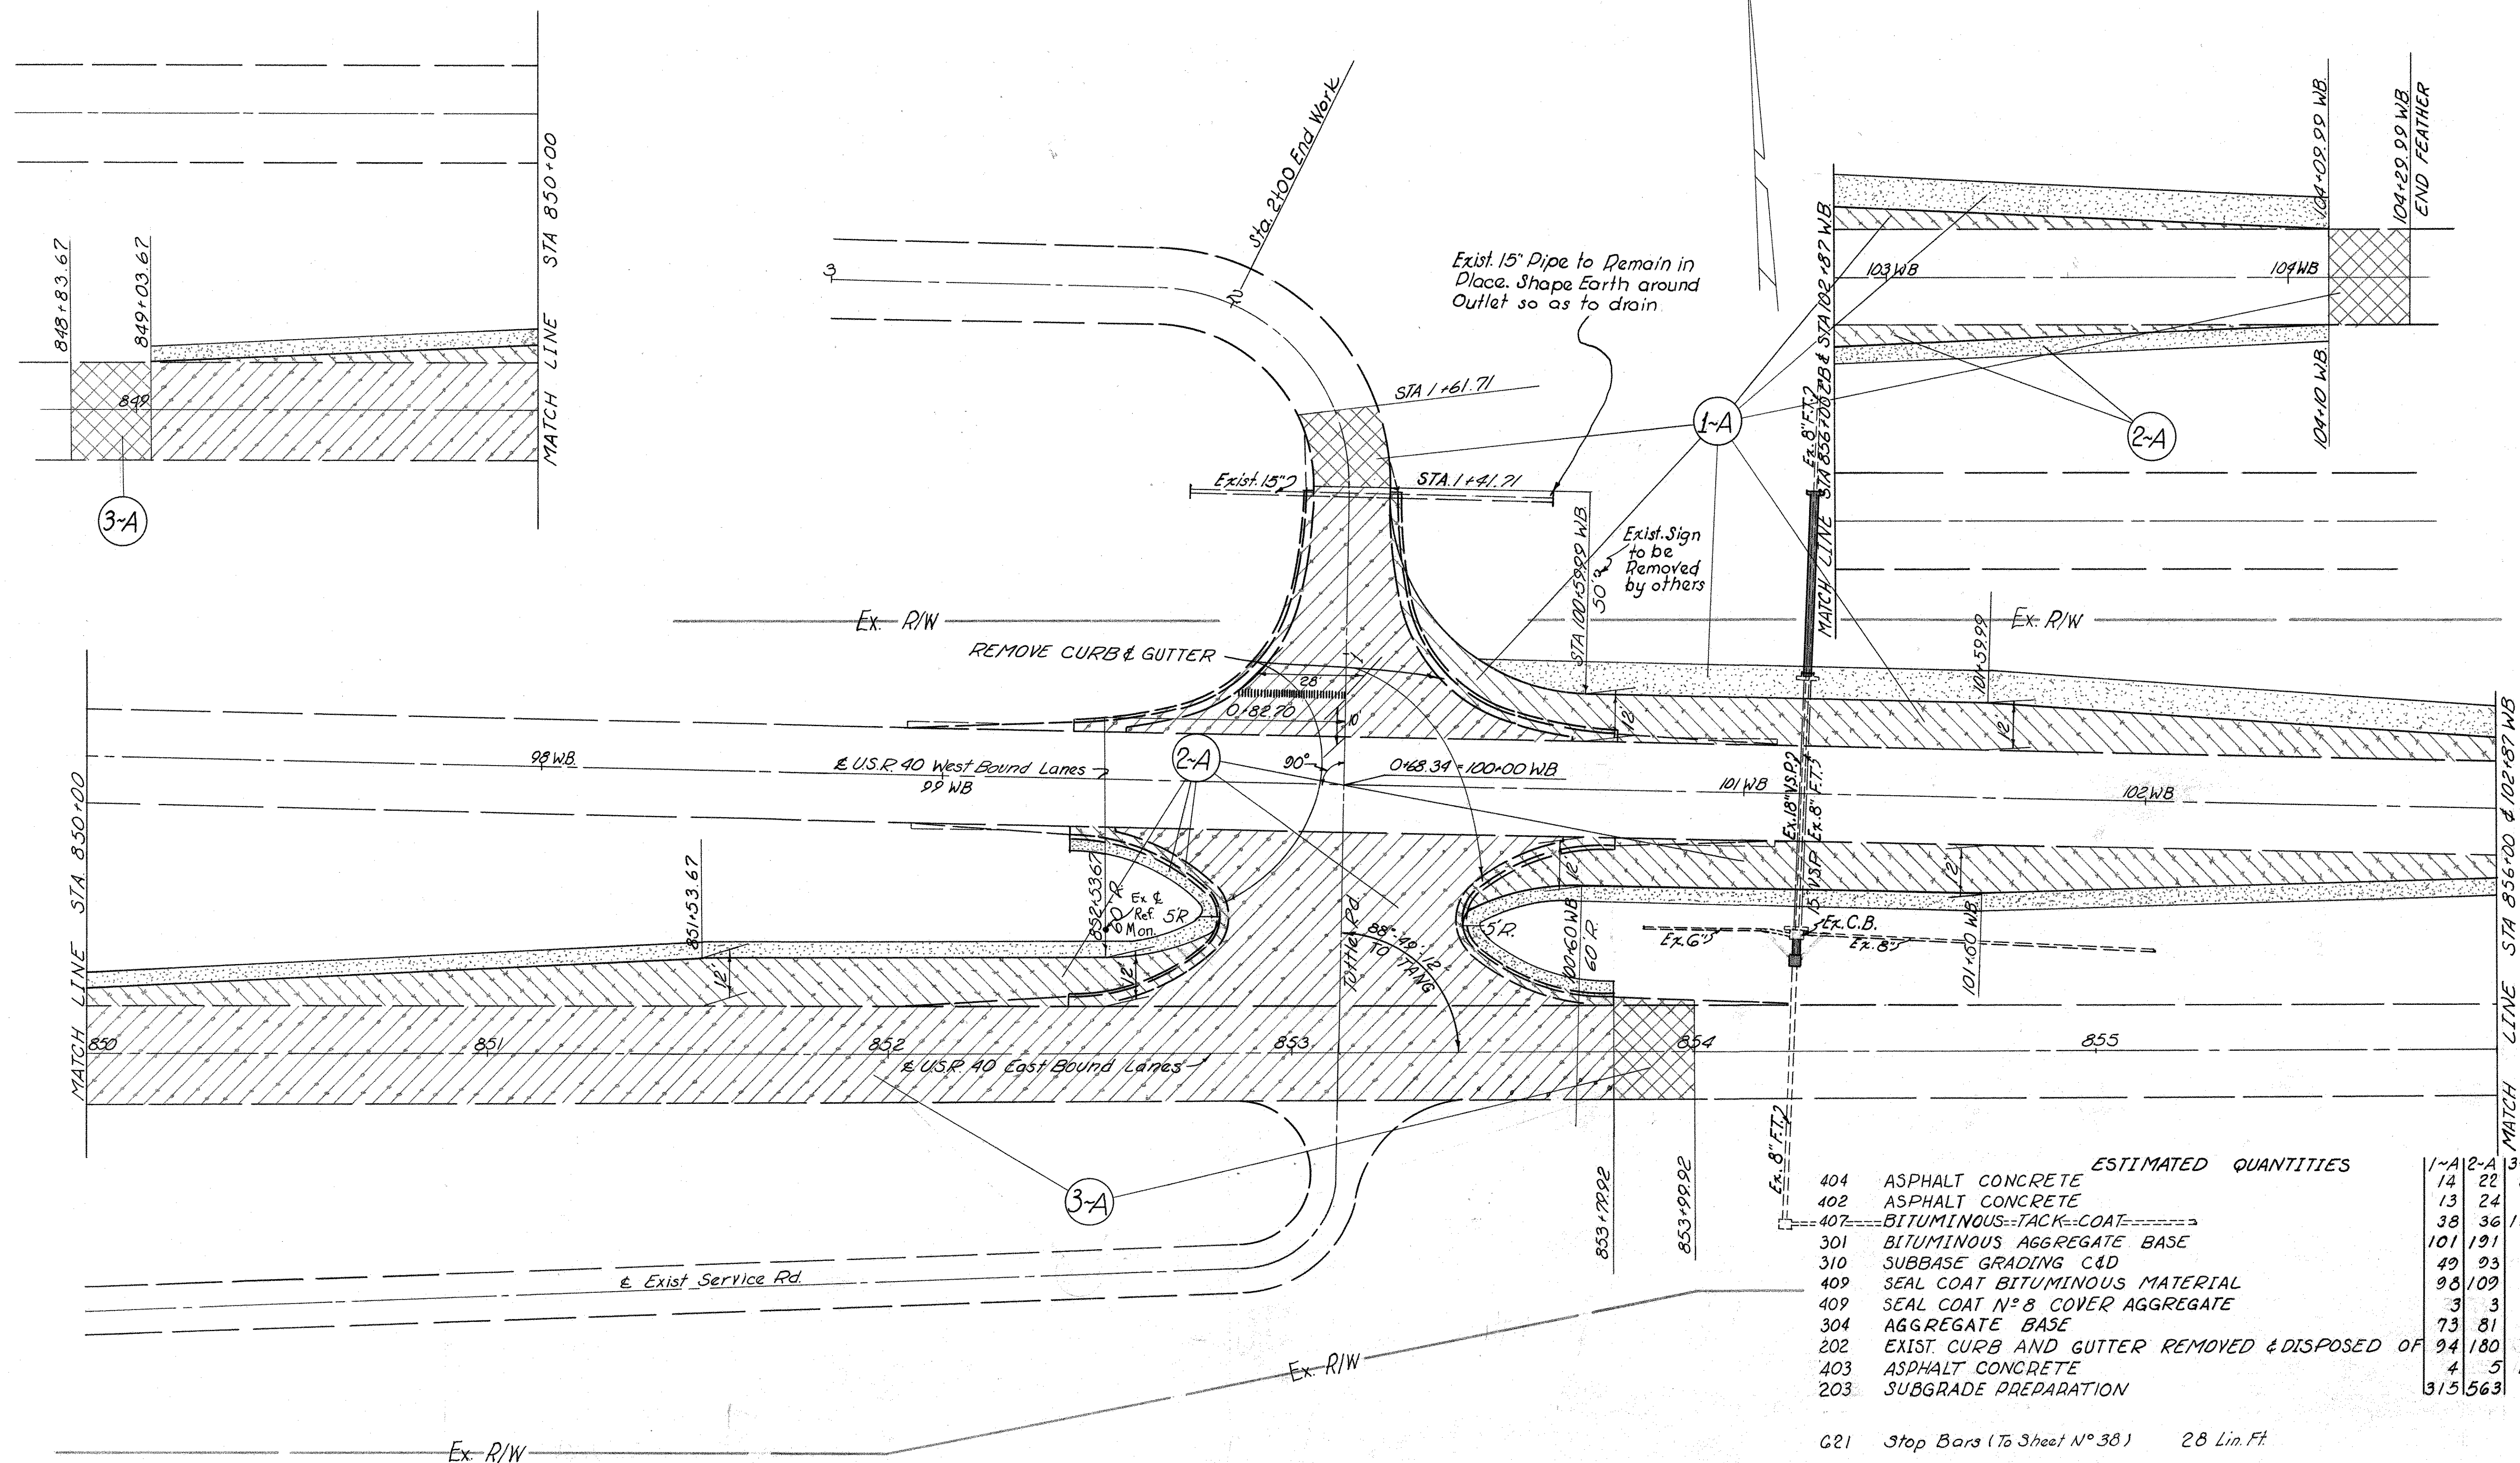 848+83.67
849+03.67
MATCH LINE STA 850+00
849
3~A
Sta. 2+00 End Work
3
2
Exist. 15" Pipe to Remain in
Place. Shape Earth around
Outlet so as to drain
STA 1+61.71
Exist. 15"
STA. 1+41.71
1~A
2~A
Exist. Sign
to be
Removed
by others
STA 100+59.99 WB
50'
MATCH LINE STA 856+00 EB & STA 102+87 WB.
Ex. 8" F.T.
103 WB
104 WB
104+09.99 WB.
104+29.99 WB.
END FEATHER
104+10 WB.
Ex. R/W
Ex. R/W
REMOVE CURB & GUTTER
28'
0+82.70
10'
1
12'
101+59.99
12'
MATCH LINE STA. 850+00
98 WB.
℄ U.S.R. 40 West Bound Lanes
99 WB
2~A
90°
0+68.34 = 100+00 WB
101 WB
102 WB
Ex. 18" V.S.P.
Ex. 8" F.T.
MATCH LINE STA 856+00 & 102+87 WB
851+53.67
852+53.67
60' R
Ex ℄
Ref.
Mon.
5'R
12'
12'
Tuttle Rd.
88°-49'-12"
TO TANG
5'R.
12'
100+60 WB
60' R.
15" V.S.P.
Ex. C.B.
Ex. 6"
Ex. 8"
12'
101+60 WB.
850
851
852
853
854
855
℄ U.S.R. 40 East Bound Lanes
3~A
853+79.92
853+99.92
Ex. 8" F.T.
℄ Exist Service Rd.
Ex. R/W
Ex. R/W
ESTIMATED QUANTITIES 1~A 2~A
404 ASPHALT CONCRETE 14 22
402 ASPHALT CONCRETE 13 24
407 BITUMINOUS TACK COAT 38 36
301 BITUMINOUS AGGREGATE BASE 101 191
310 SUBBASE GRADING C&D 49 93
409 SEAL COAT BITUMINOUS MATERIAL 98 109
409 SEAL COAT Nº 8 COVER AGGREGATE 3 3
304 AGGREGATE BASE 73 81
202 EXIST. CURB AND GUTTER REMOVED & DISPOSED OF 94 180
403 ASPHALT CONCRETE 4 5
203 SUBGRADE PREPARATION 315 563
621 Stop Bars (To Sheet Nº 38) 28 Lin. Ft.